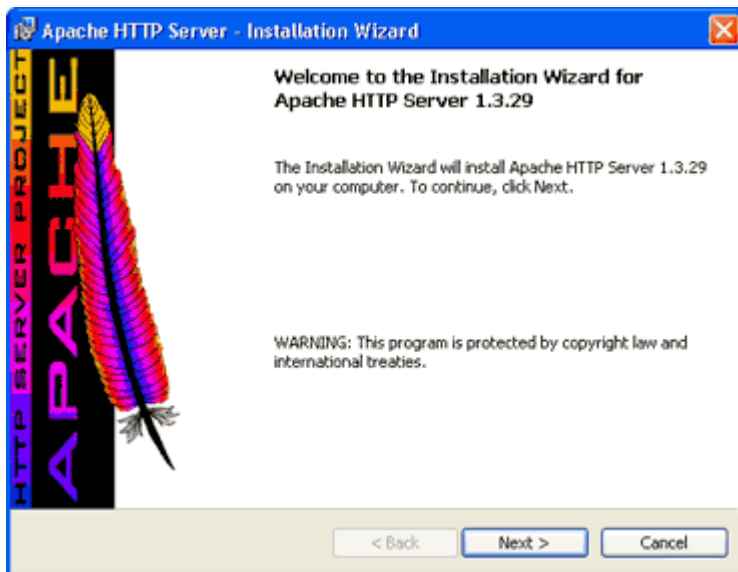 Apache HTTP Server - Installation Wizard
HTTP SERVER PROJECT
APACHE
Welcome to the Installation Wizard for
Apache HTTP Server 1.3.29
The Installation Wizard will install Apache HTTP Server 1.3.29
on your computer. To continue, click Next.
WARNING: This program is protected by copyright law and
international treaties.
< Back
Next >
Cancel